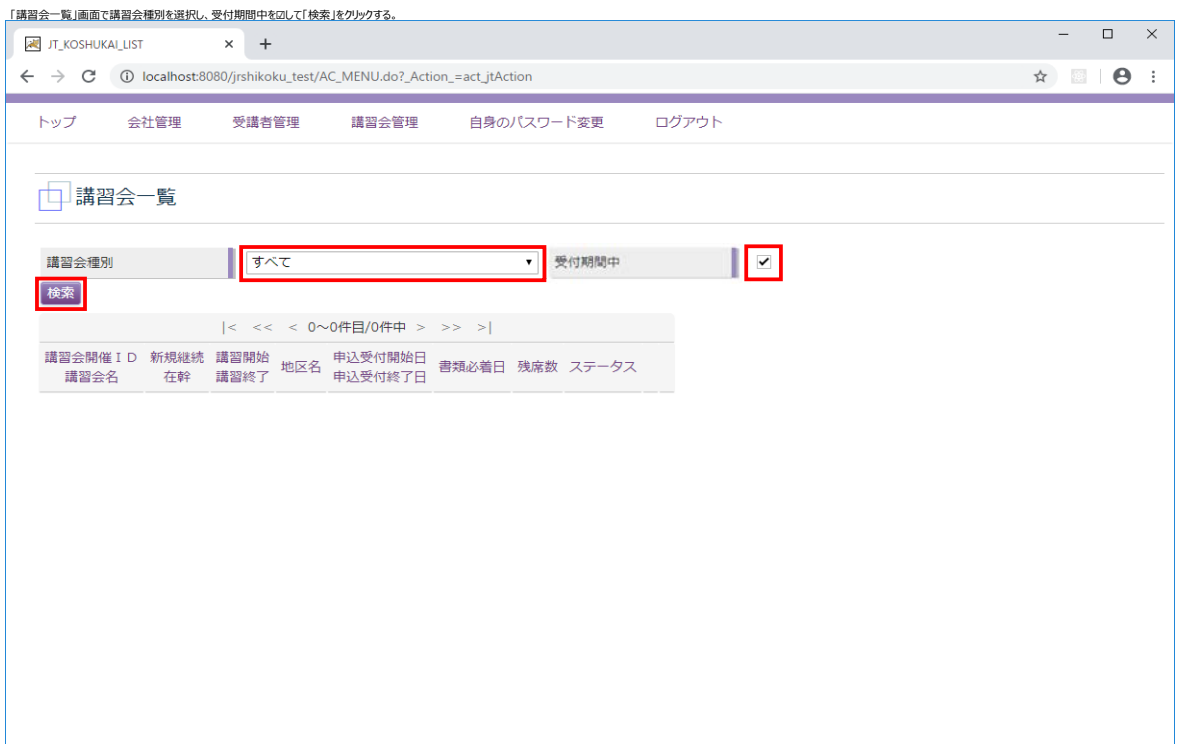 「講習会一覧」画面で講習会種別を選択し、受付期間中を☑して「検索」をクリックする。
JT_KOSHUKAI_LIST
localhost:8080/jrshikoku_test/AC_MENU.do?_Action_=act_jtAction
トップ 会社管理 受講者管理 講習会管理 自身のパスワード変更 ログアウト
講習会一覧
講習会種別 すべて 受付期間中
検索
|< << < 0～0件目/0件中 > >> >|
講習会開催ＩＤ 新規継続 講習開始 地区名 申込受付開始日 書類必着日 残席数 ステータス
講習会名 在幹 講習終了 申込受付終了日